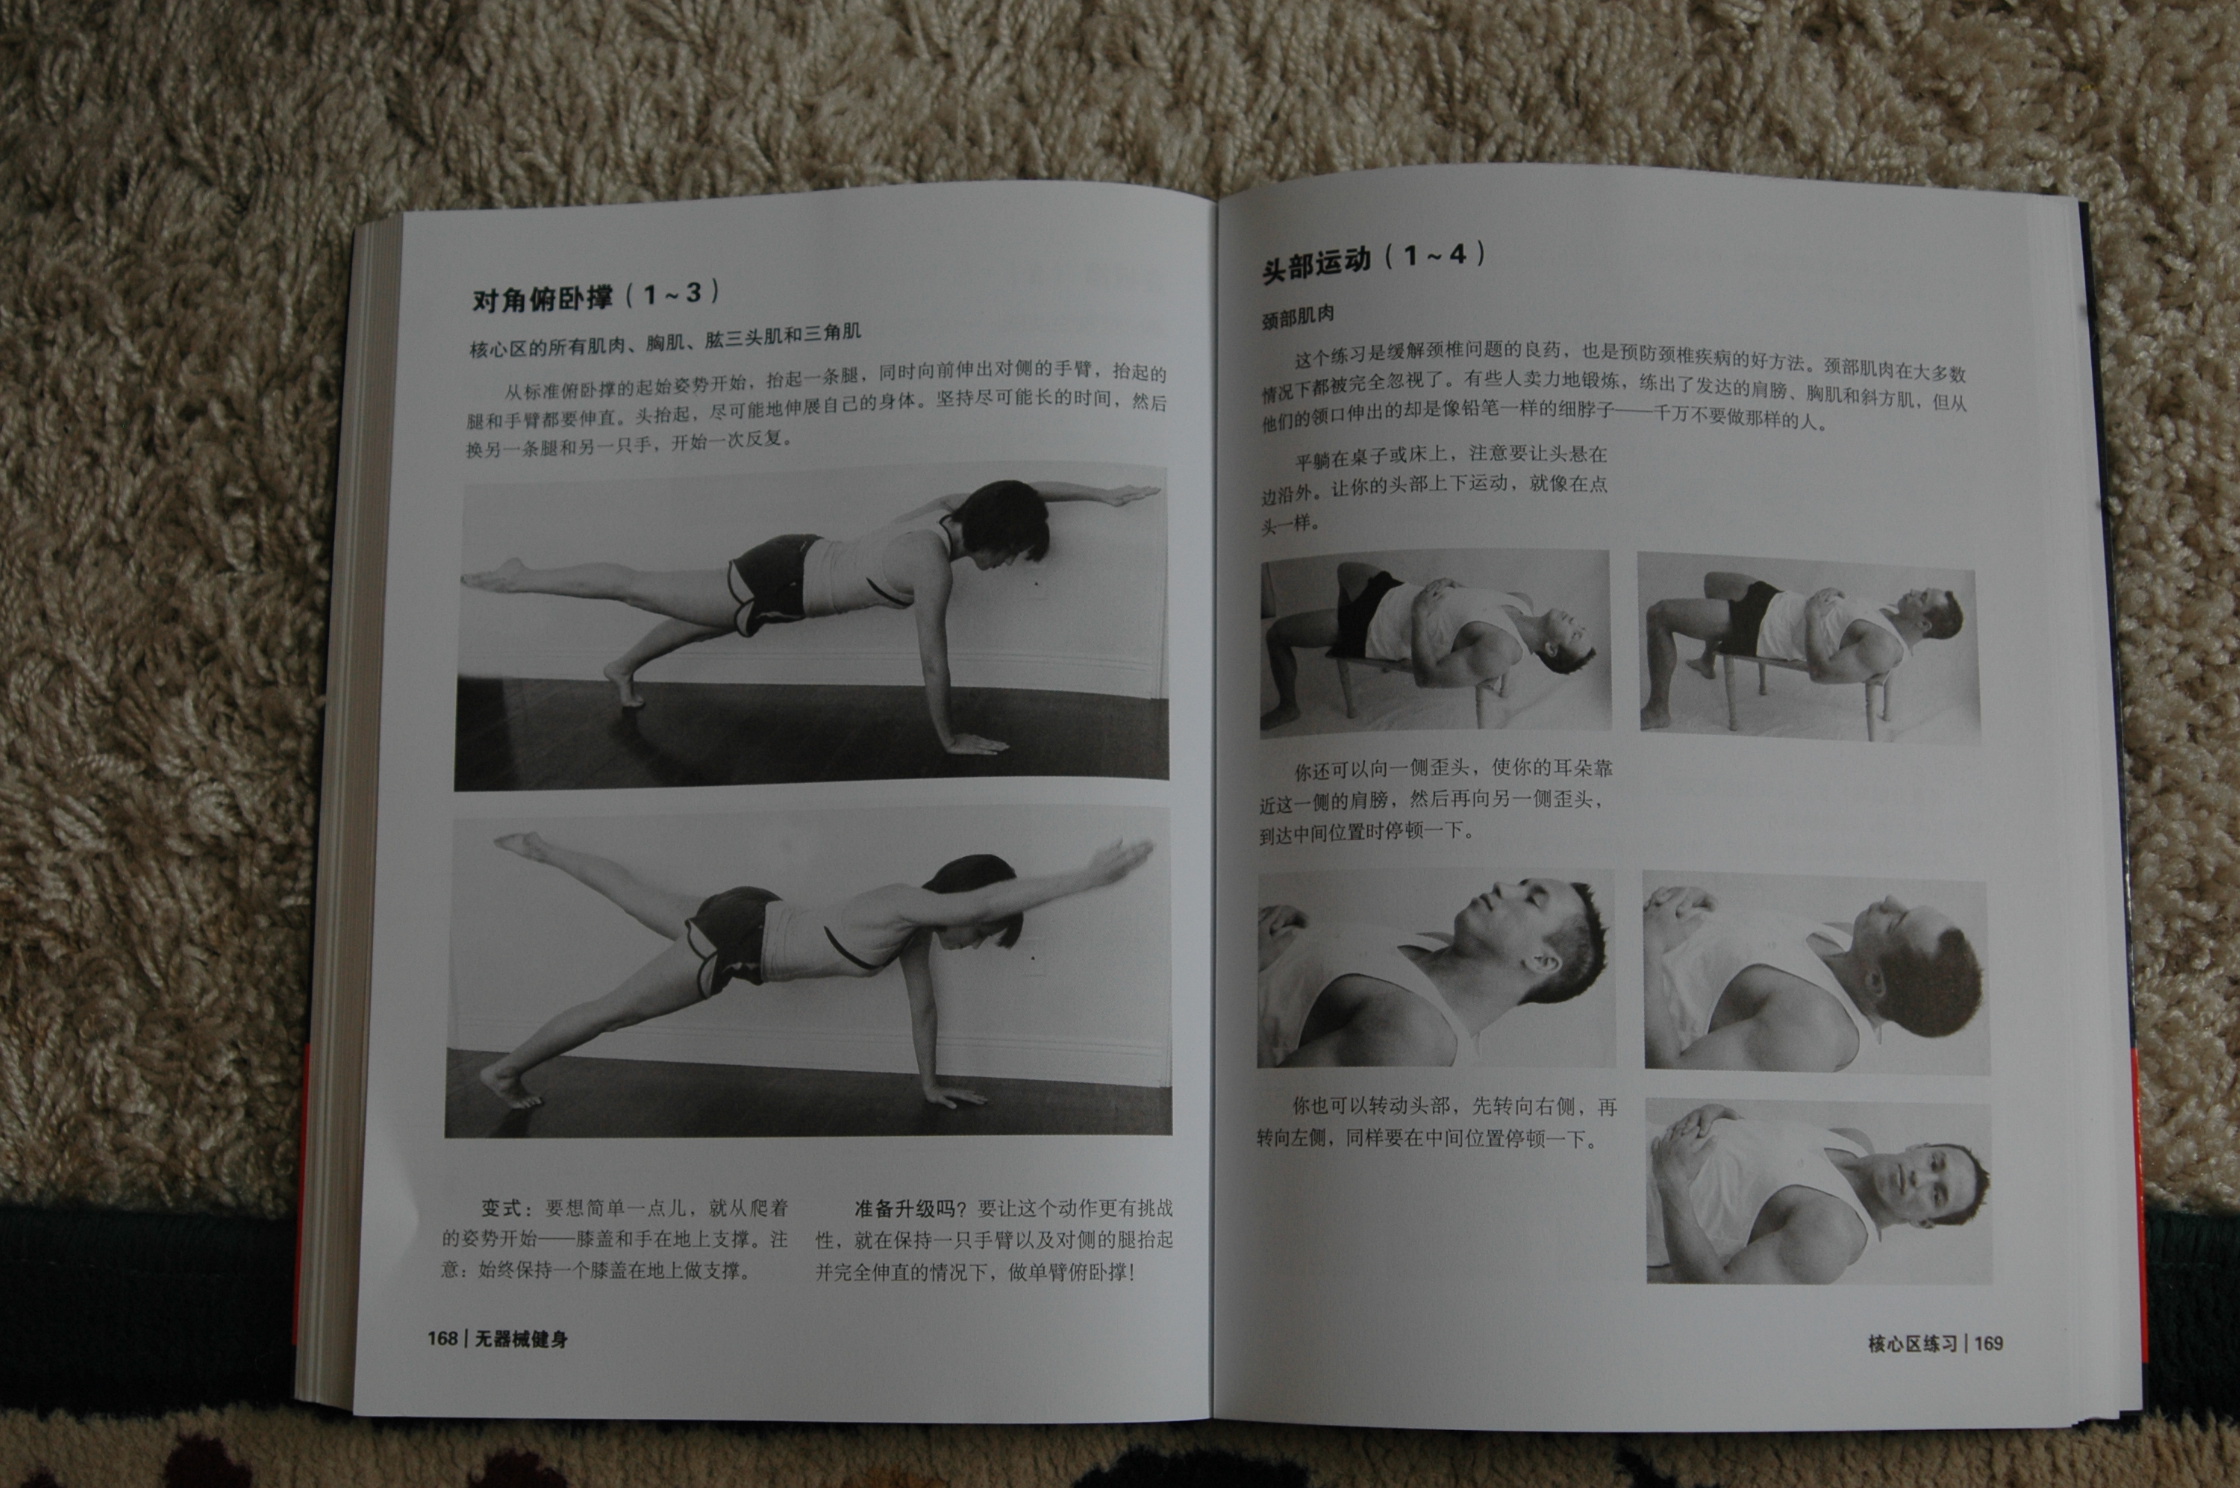 对角俯卧撑（1~3）
核心区的所有肌肉、胸肌、肱三头肌和三角肌
从标准俯卧撑的起始姿势开始，抬起一条腿，同时向前伸出对侧的手臂，抬起的
腿和手臂都要伸直。头抬起，尽可能地伸展自己的身体。坚持尽可能长的时间，然后
换另一条腿和另一只手，开始一次反复。
变式：要想简单一点儿，就从爬着
的姿势开始——膝盖和手在地上支撑。注
意：始终保持一个膝盖在地上做支撑。
准备升级吗？要让这个动作更有挑战
性，就在保持一只手臂以及对侧的腿抬起
并完全伸直的情况下，做单臂俯卧撑！
168|无器械健身
头部运动（1~4）
颈部肌肉
这个练习是缓解颈椎问题的良药，也是预防颈椎疾病的好方法。颈部肌肉在大多数
情况下都被完全忽视了。有些人卖力地锻炼，练出了发达的肩膀、胸肌和斜方肌，但从
他们的领口伸出的却是像铅笔一样的细脖子——千万不要做那样的人。
平躺在桌子或床上，注意要让头悬在
边沿外。让你的头部上下运动，就像在点
头一样。
你还可以向一侧歪头，使你的耳朵靠
近这一侧的肩膀，然后再向另一侧歪头，
到达中间位置时停顿一下。
你也可以转动头部，先转向右侧，再
转向左侧，同样要在中间位置停顿一下。
核心区练习|169